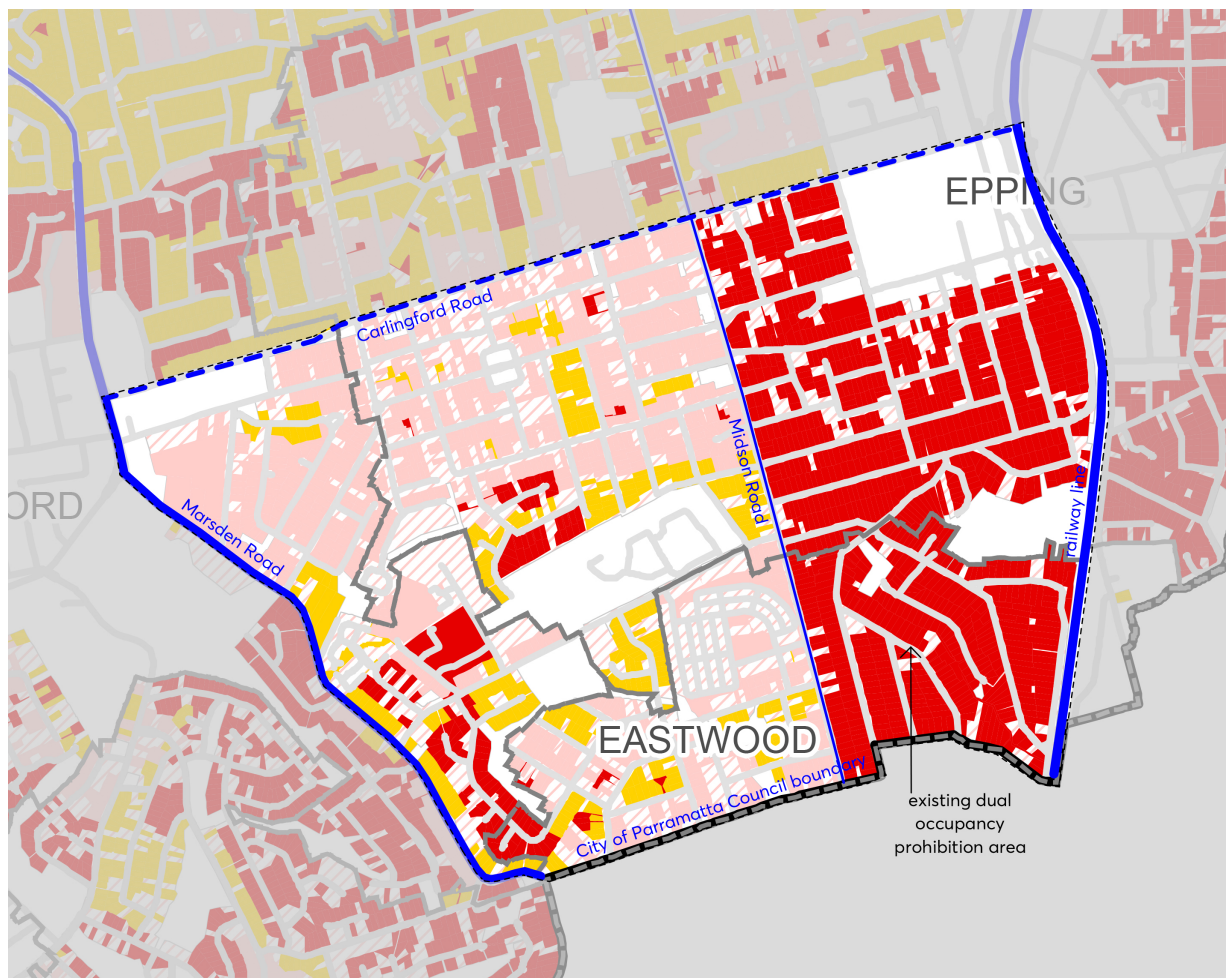 EPPING
Carlingford Road
Midson Road
ORD
Marsden Road
railway line
EASTWOOD
City of Parramatta Council boundary
existing dual
occupancy
prohibition area